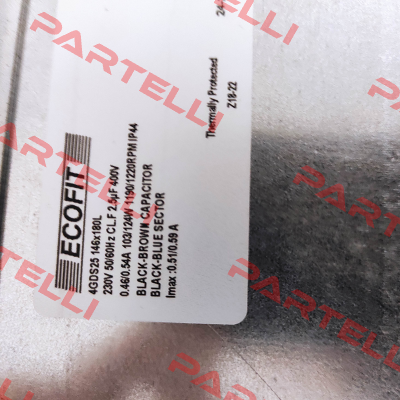 ECOFIT
4GDS25 146x180L
230V 50/60Hz CL.F 2.5µF 400V
0.46/0.54A 103/124W 1190/1220RPM IP44
BLACK-BROWN CAPACITOR
BLACK-BLUE SECTOR
Imax :0.51/0.59 A
Thermally Protected
Z18-22
PARTELLI
PARTELLI
PARTELLI
PARTELLI
PARTELLI